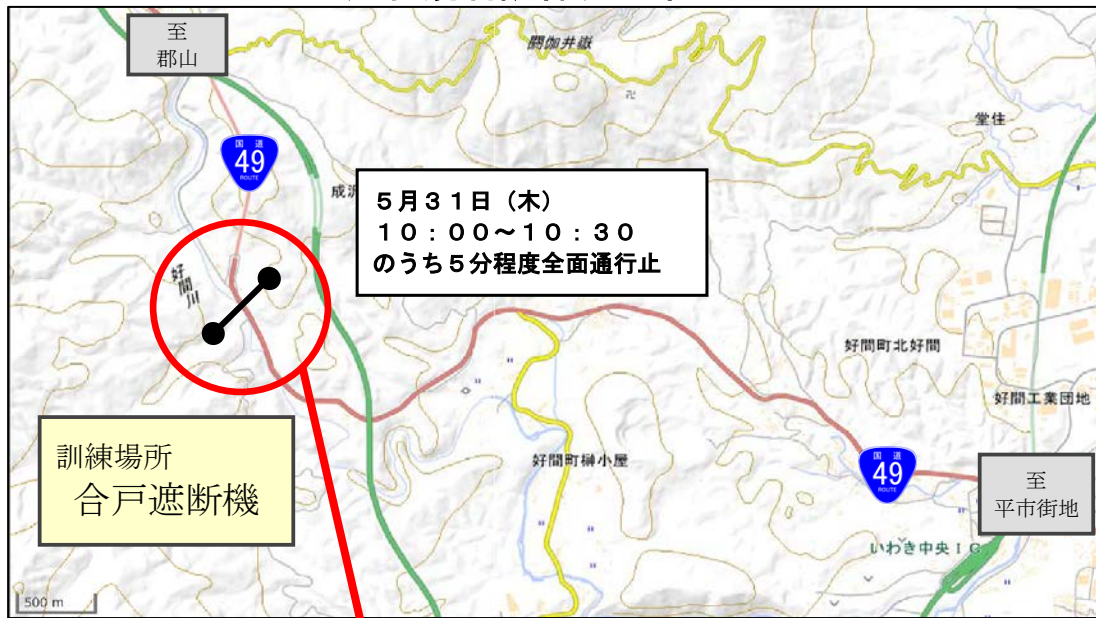 至
郡山
閼伽井嶽
堂住
国道
49
ROUTE
成沢
5月31日（木）
10：00～10：30
のうち5分程度全面通行止
好間川
好間町北好間
好間工業団地
訓練場所
合戸遮断機
好間町榊小屋
国道
49
ROUTE
至
平市街地
いわき中央IC
500 m